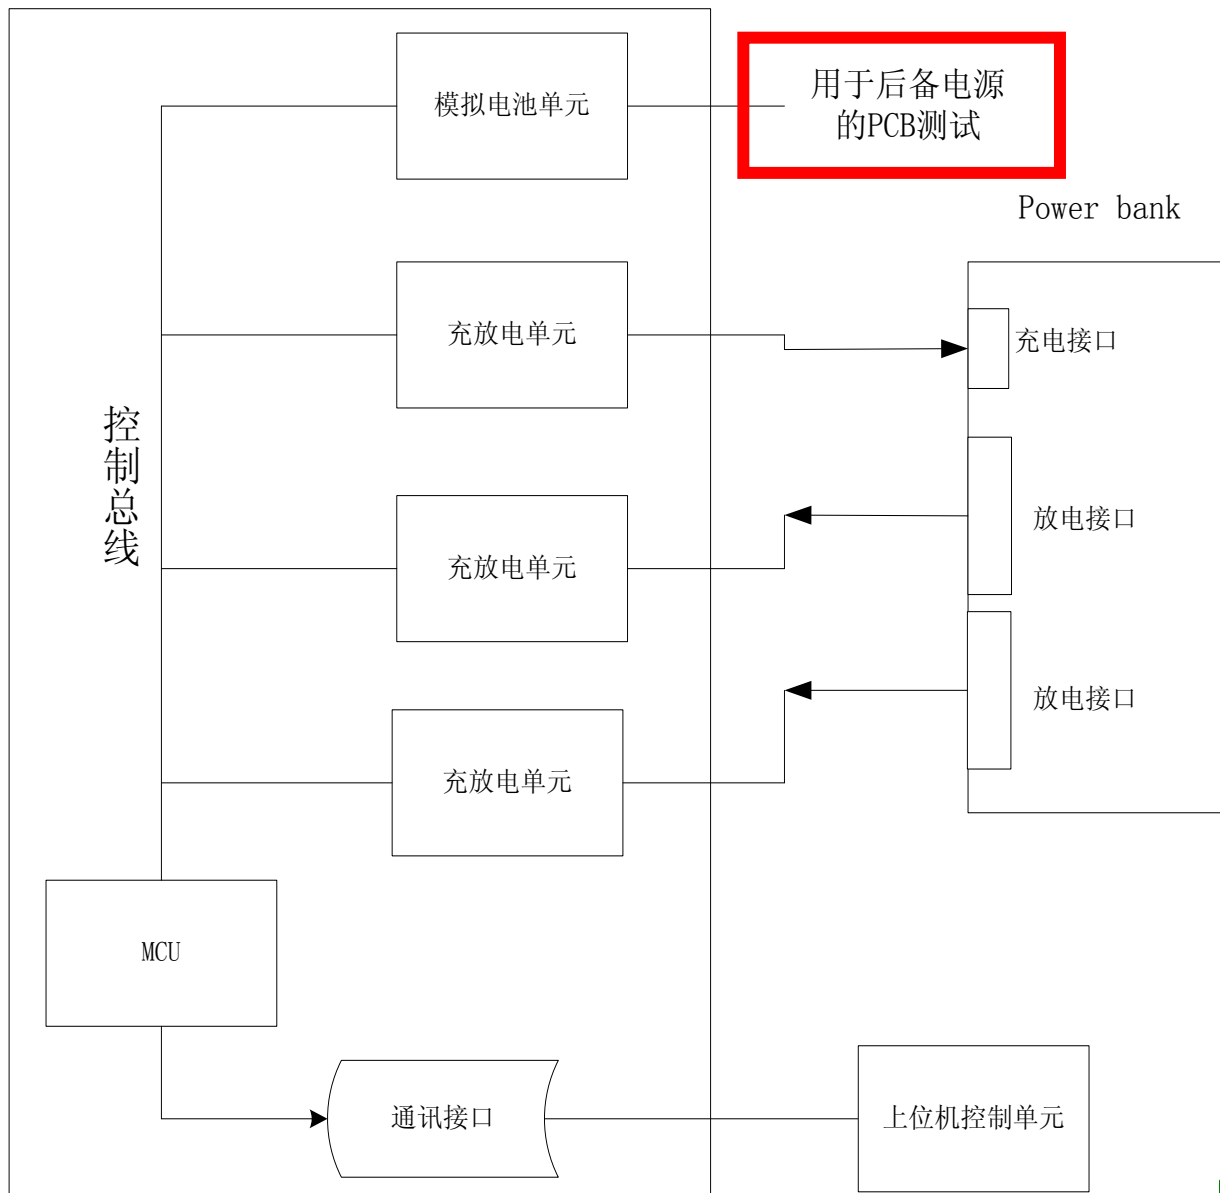 模拟电池单元
用于后备电源
的PCB测试
Power bank
充放电单元
充电接口
控制总线
充放电单元
放电接口
充放电单元
放电接口
MCU
通讯接口
上位机控制单元